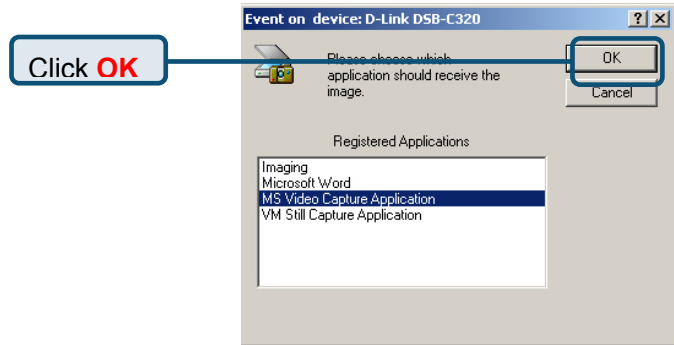 Event on device: D-Link DSB-C320
Click OK
Please choose which
application should receive the
image.
OK
Cancel
Registered Applications
Imaging
Microsoft Word
MS Video Capture Application
VM Still Capture Application